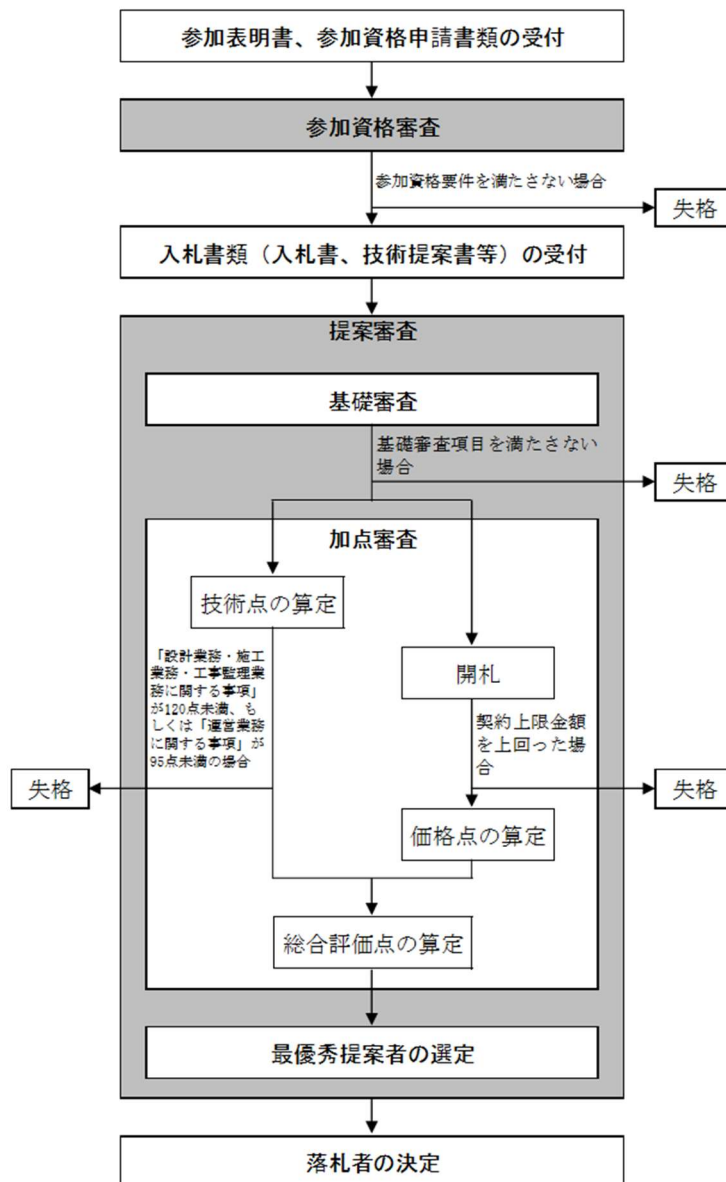 参加表明書、参加資格申請書類の受付
参加資格審査
参加資格要件を満たさない場合
失格
入札書類（入札書、技術提案書等）の受付
提案審査
基礎審査
基礎審査項目を満たさない
場合
失格
加点審査
技術点の算定
「設計業務・施工
業務・工事監理業
務に関する事項」
が120点未満、も
しくは「運営業務
に関する事項」が
95点未満の場合
失格
開札
契約上限金額
を上回った場
合
失格
価格点の算定
総合評価点の算定
最優秀提案者の選定
落札者の決定